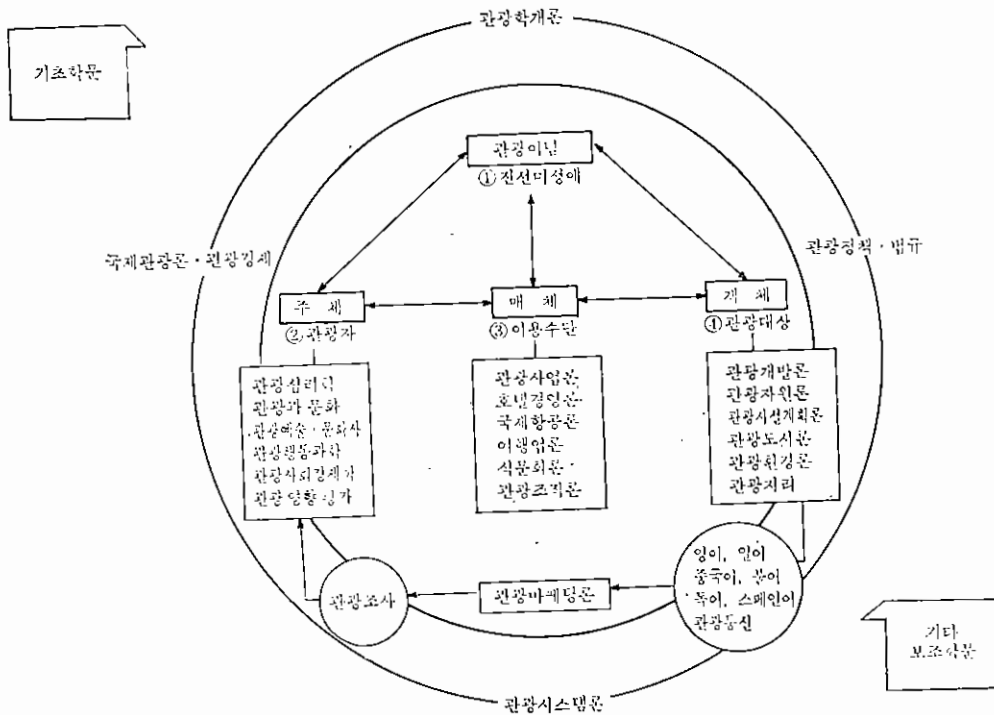 관광학개론
기초학문
관광이념
①진선미성애
국제관광론·관광경제
관광정책·법규
주 체
매 체
객 체
②관광자
③이용수단
④관광대상
관광심리학
관광과 문화
관광예술·문화사
관광행동과학
관광사회경제학
관광 영향 평가
관광사업론
호텔경영론
국제항공론
여행업론
식문화론
관광조직론
관광개발론
관광자원론
관광시설계획론
관광도시론
관광환경론
관광지리
관광조사
관광마케팅론
영어, 일어
중국어, 불어
독어, 스페인어
관광통신
기타
보조학문
관광시스템론